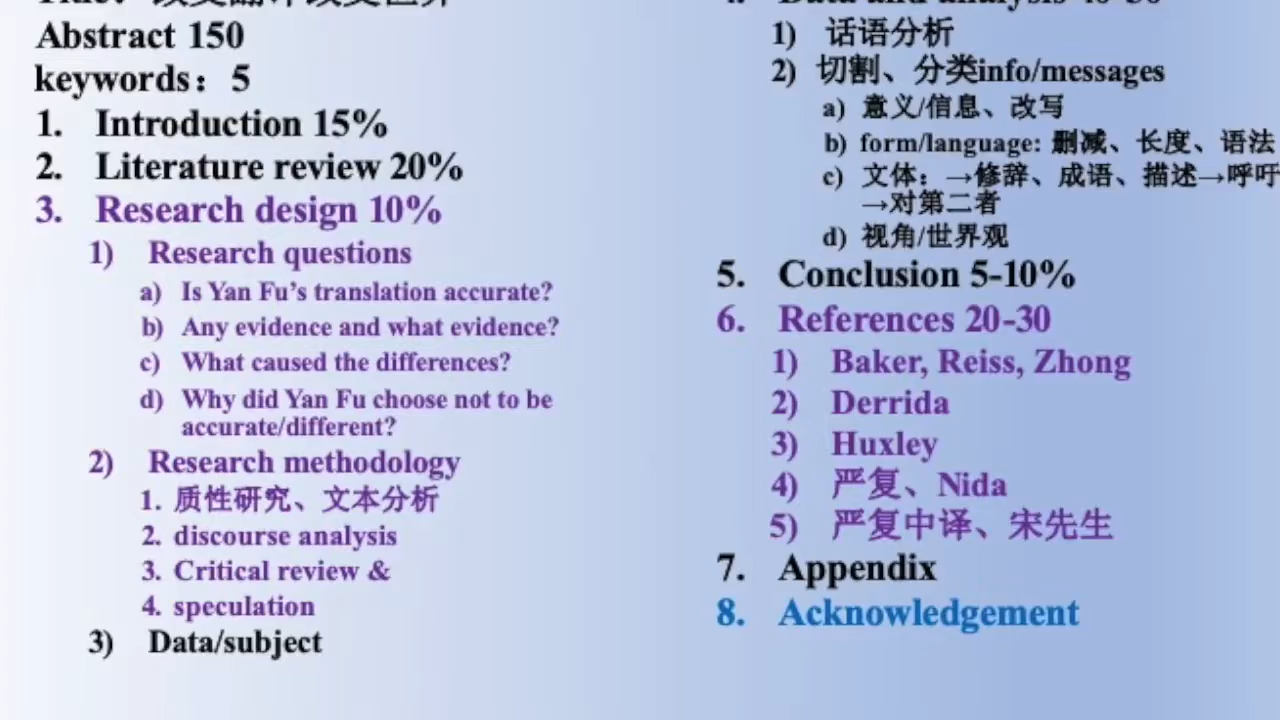 Abstract 150
keywords：5
1. Introduction 15%
2. Literature review 20%
3. Research design 10%
1) Research questions
a) Is Yan Fu’s translation accurate?
b) Any evidence and what evidence?
c) What caused the differences?
d) Why did Yan Fu choose not to be
accurate/different?
2) Research methodology
1. 质性研究、文本分析
2. discourse analysis
3. Critical review &
4. speculation
3) Data/subject
1) 话语分析
2) 切割、分类info/messages
a) 意义/信息、改写
b) form/language: 删减、长度、语法
c) 文体：→修辞、成语、描述→呼吁
→对第二者
d) 视角/世界观
5. Conclusion 5-10%
6. References 20-30
1) Baker, Reiss, Zhong
2) Derrida
3) Huxley
4) 严复、Nida
5) 严复中译、宋先生
7. Appendix
8. Acknowledgement